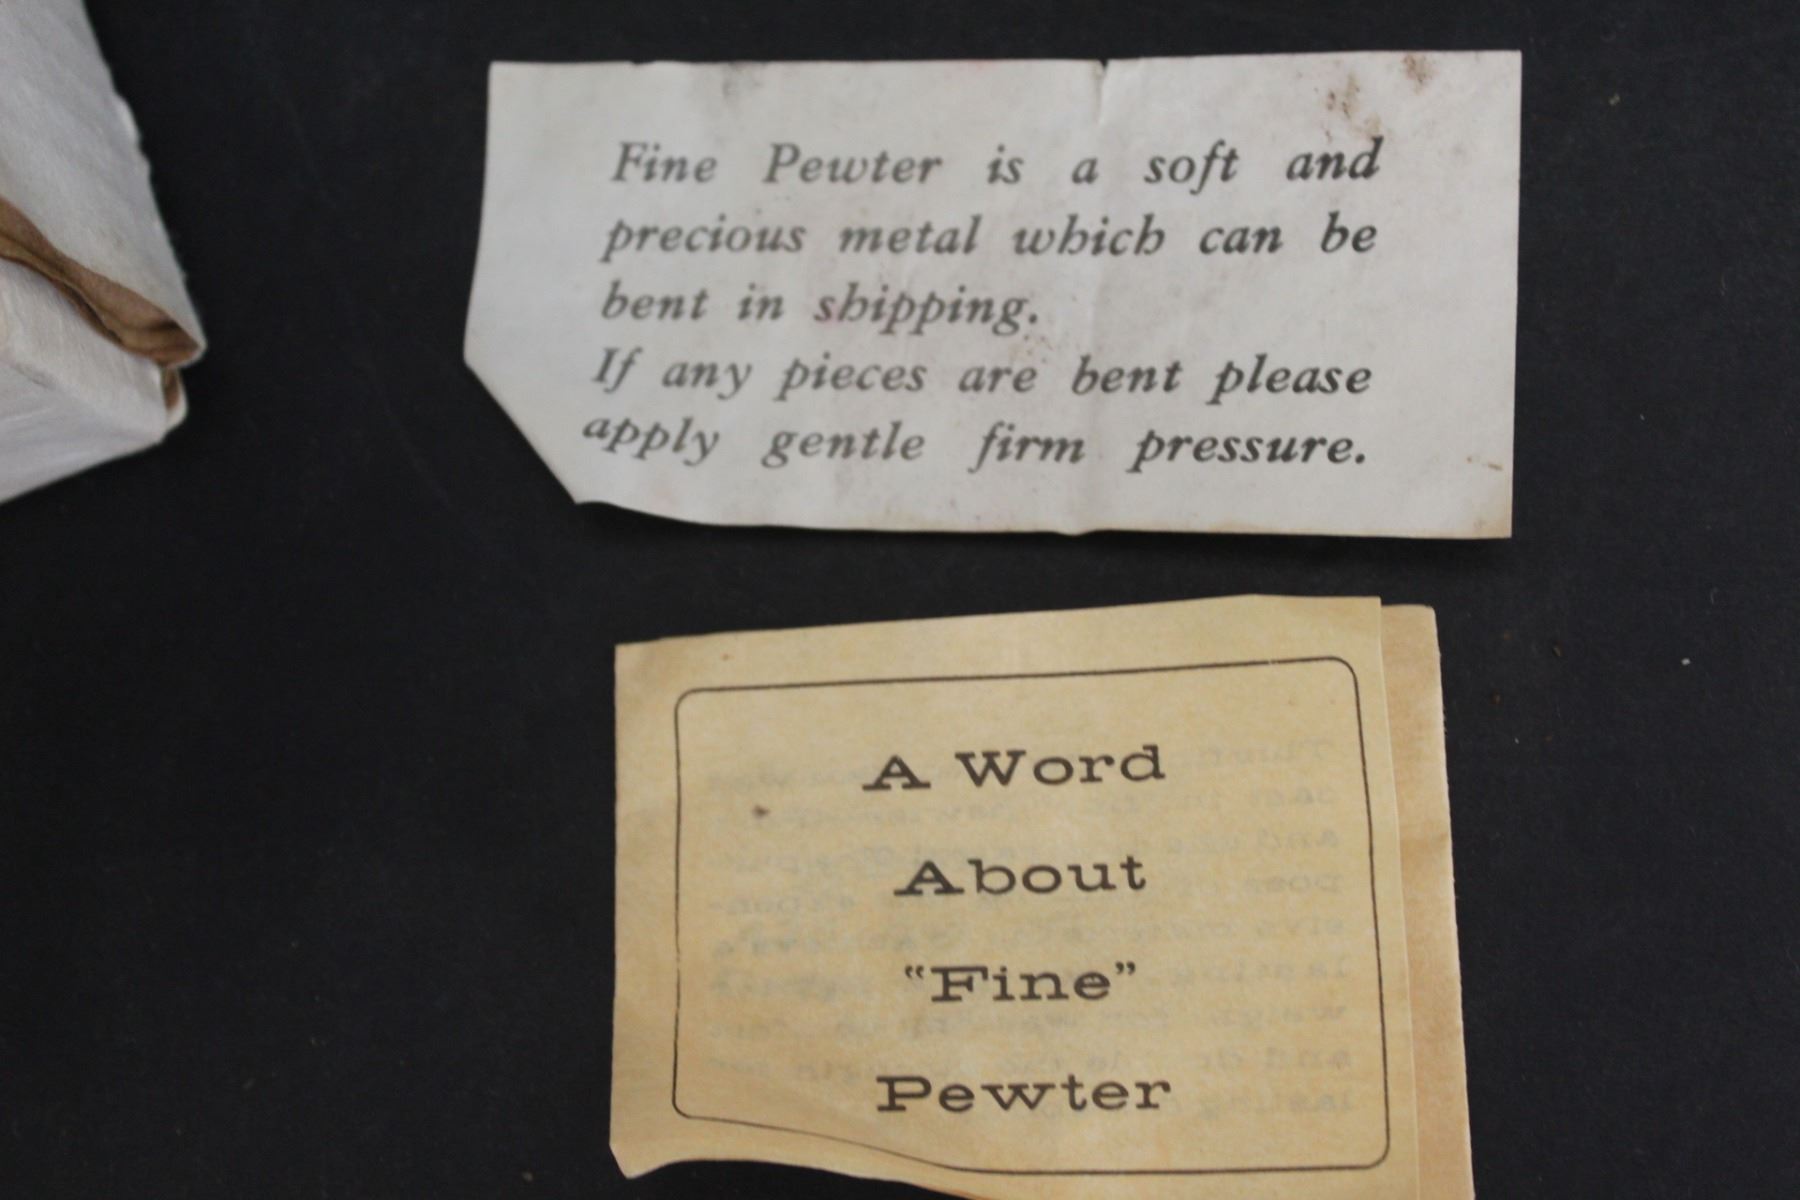 Fine Pewter is a soft and
precious metal which can be
bent in shipping.
If any pieces are bent please
apply gentle firm pressure.
A Word
About
"Fine"
Pewter